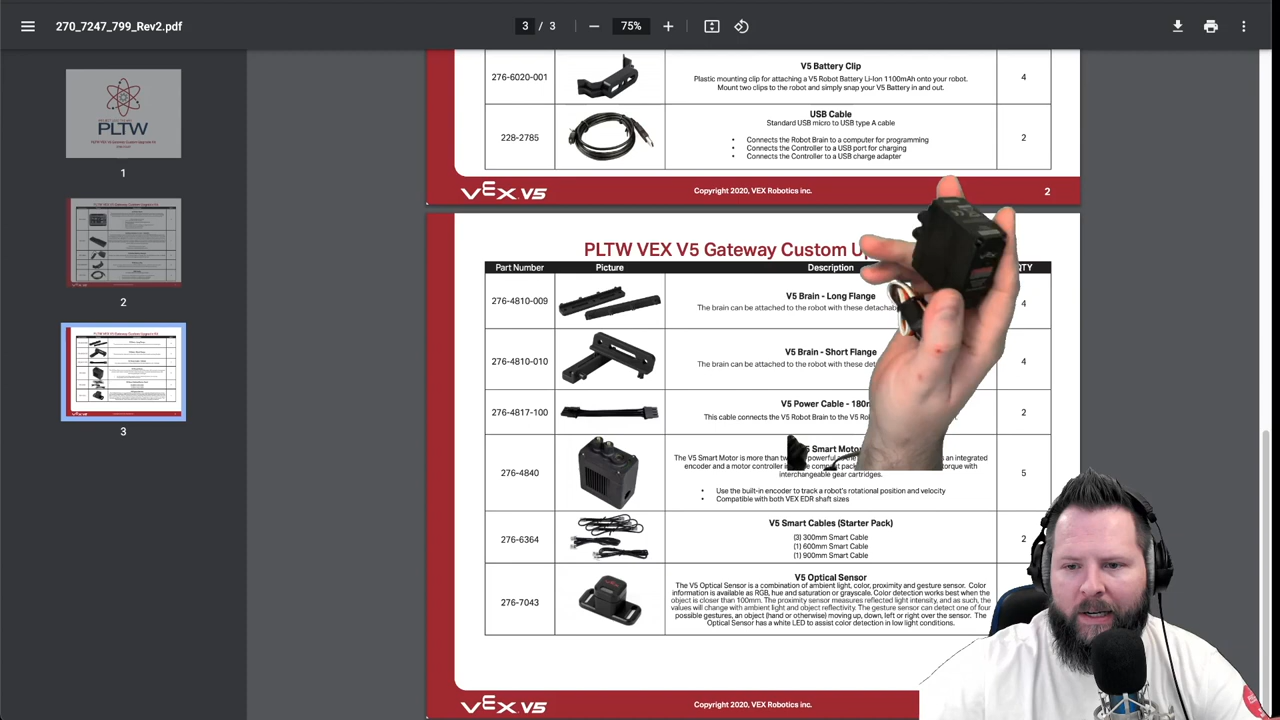 270_7247_799_Rev2.pdf
3 / 3
75%
PLTW
1
2
3
276-6020-001
V5 Battery Clip
Plastic mounting clip for attaching a V5 Robot Battery Li-Ion 1100mAh onto your robot.
Mount two clips to the robot and simply snap your V5 Battery in and out.
4
228-2785
USB Cable
Standard USB micro to USB type A cable
• Connects the Robot Brain to a computer for programming
• Connects the Controller to a USB port for charging
• Connects the Controller to a USB charge adapter
2
VEX V5
Copyright 2020, VEX Robotics inc.
2
PLTW VEX V5 Gateway Custom
Part Number
Picture
Description
QTY
276-4810-009
V5 Brain - Long Flange
The brain can be attached to the robot with these
4
276-4810-010
V5 Brain - Short Flange
The brain can be attached to the robot with these
4
276-4817-100
V5 Power Cable -
This cable connects the V5 Robot Brain to the V5
2
276-4840
Smart
The V5 Smart Motor is more than powerful an integrated
encoder and a motor controller torque with
interchangeable gear cartridges.
• Use the built-in encoder to track a robot's rotational position and velocity
• Compatible with both VEX EDR shaft sizes
5
276-6364
V5 Smart Cables (Starter Pack)
(3) 300mm Smart Cable
(1) 600mm Smart Cable
(1) 900mm Smart Cable
2
276-7043
V5 Optical Sensor
The V5 Optical Sensor is a combination of ambient light, color, proximity and gesture sensor. Color
information is available as RGB, hue and saturation or grayscale. Color detection works best when the
object is closer than 100mm. The proximity sensor measures reflected light intensity, and as such, the
values will change with ambient light and object reflectivity. The gesture sensor can detect one of four
possible gestures, an object (hand or otherwise) moving up, down, left or right over the sensor. The
Optical Sensor has a white LED to assist color detection in low light conditions.
VEX V5
Copyright 2020, VEX Robotics inc.